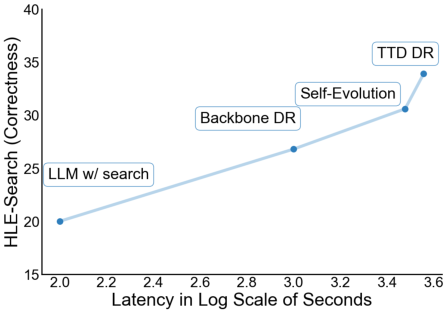 40
TTD DR
35
Self-Evolution
30
Backbone DR
25
LLM w/ search
20
15
HLE-Search (Correctness)
2.0 2.2 2.4 2.6 2.8 3.0 3.2 3.4 3.6
Latency in Log Scale of Seconds